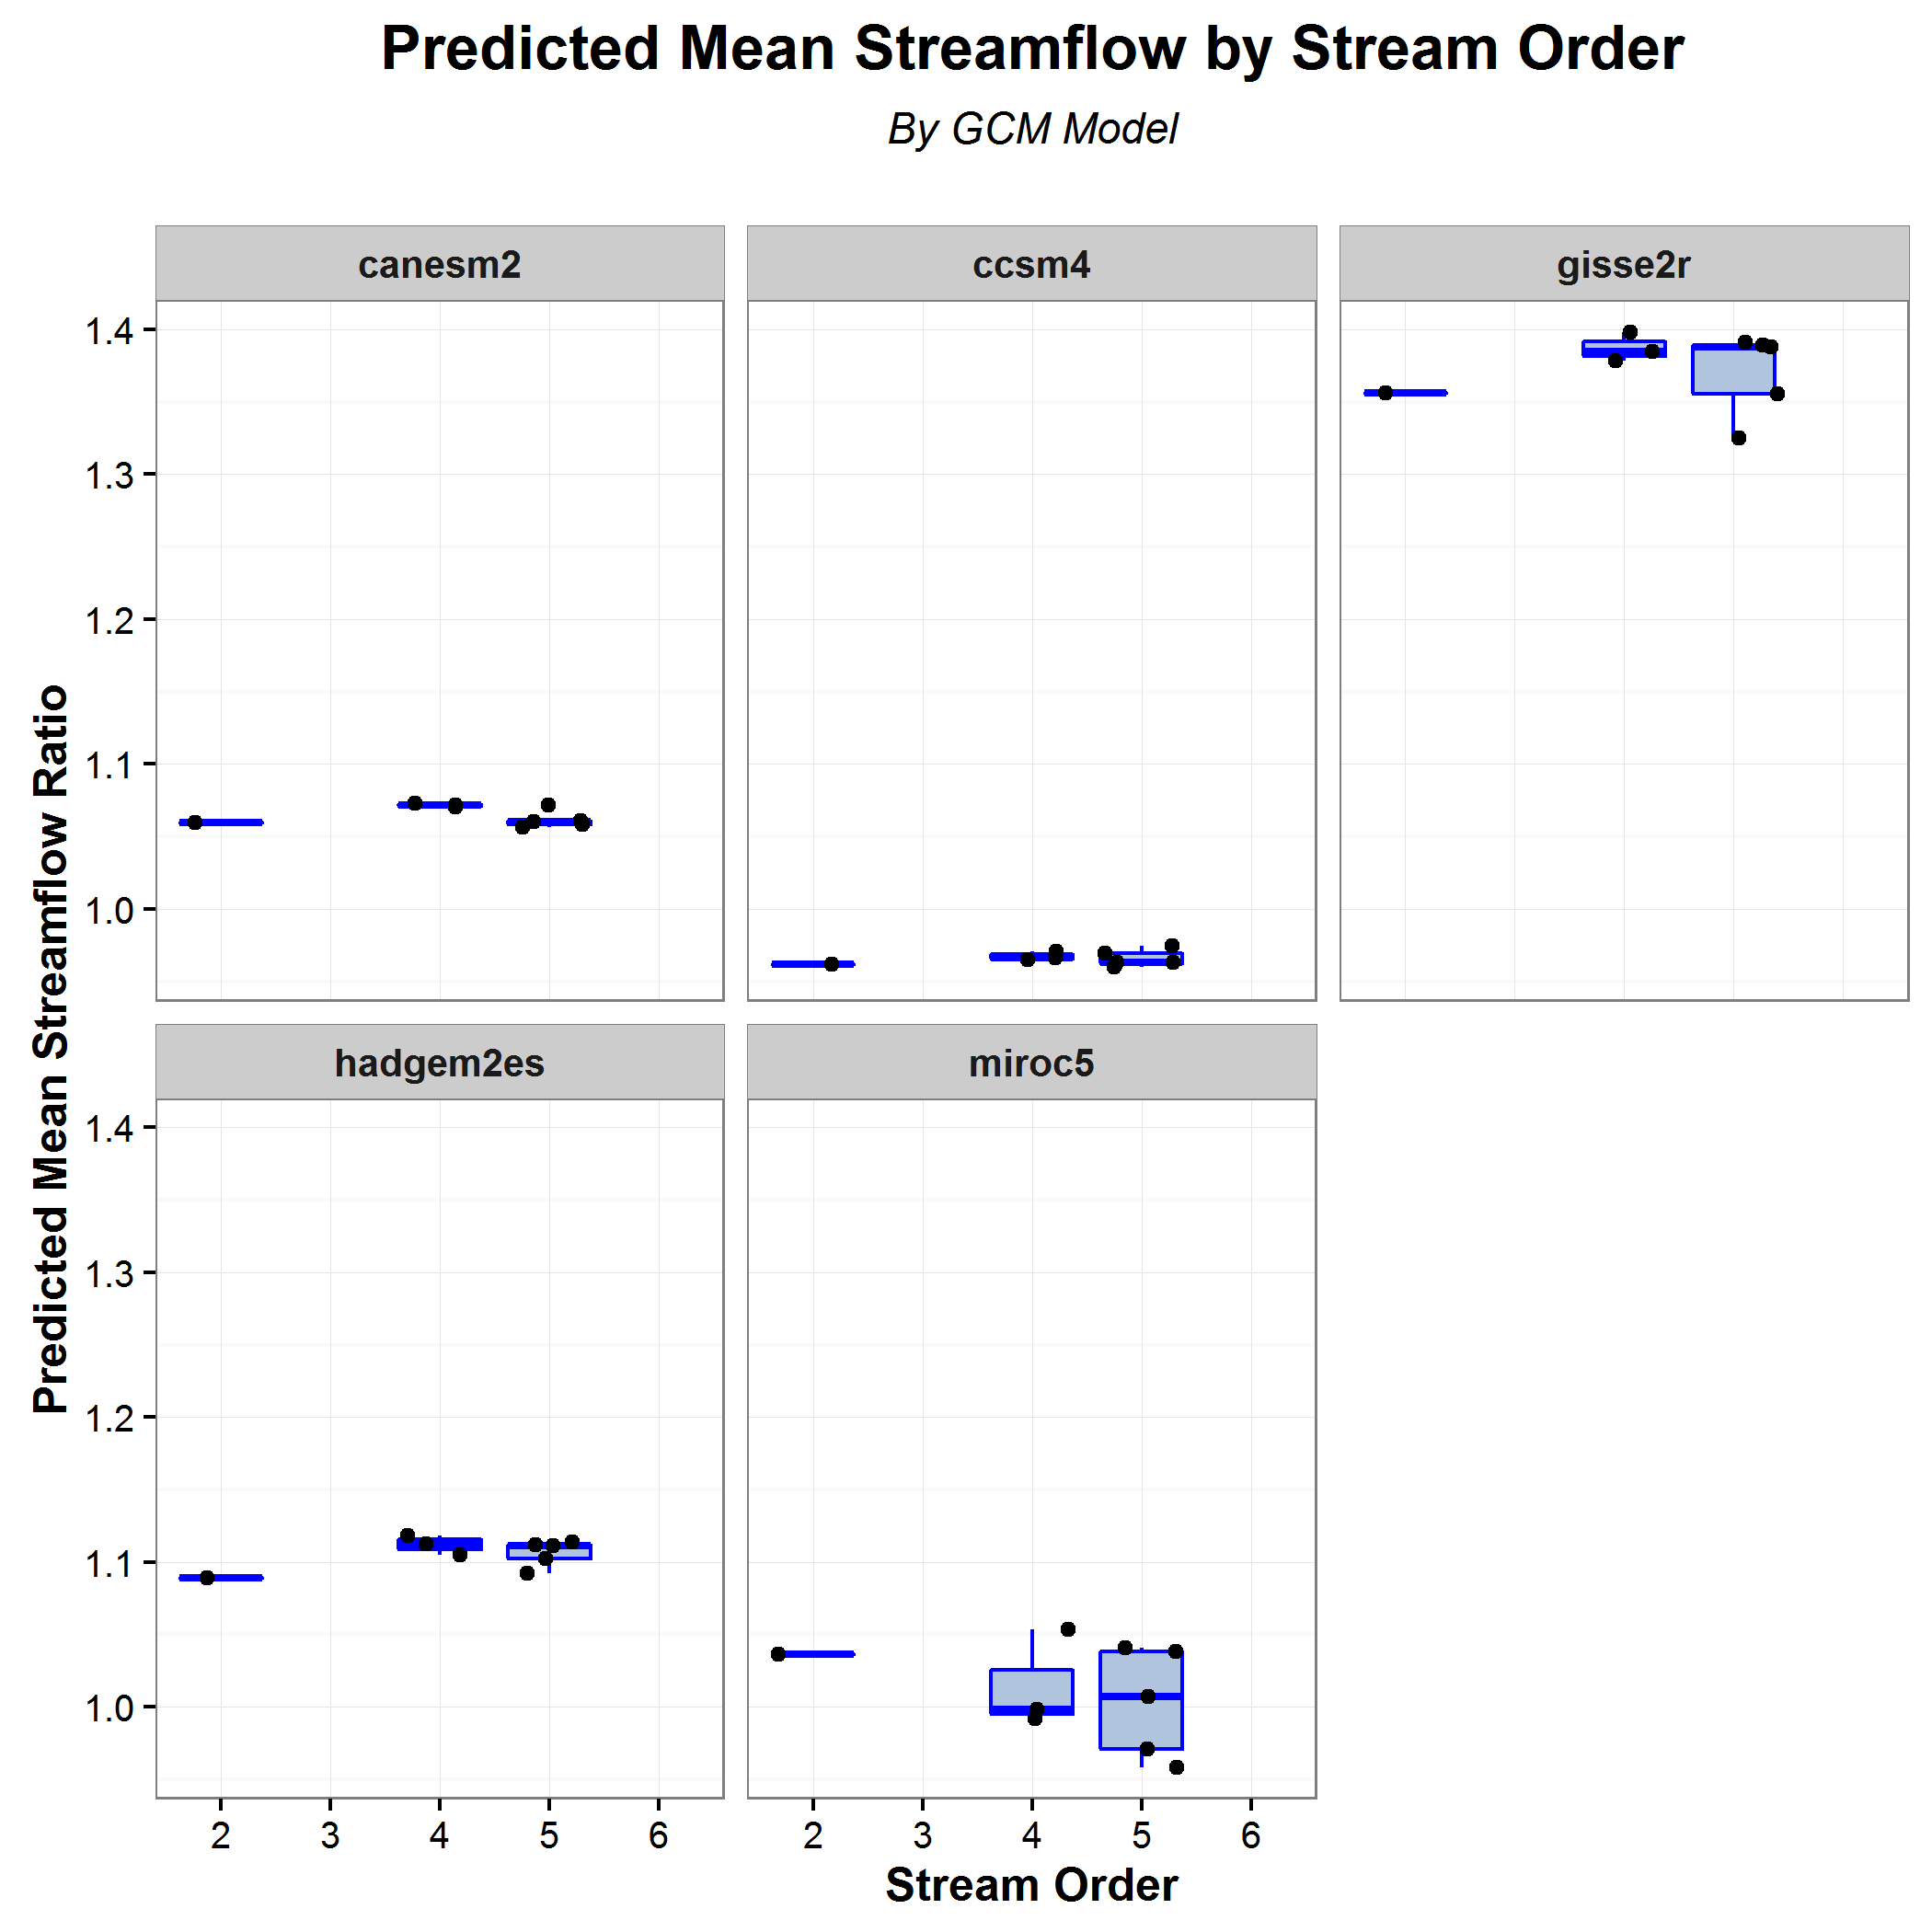 Predicted Mean Streamflow by Stream Order
By GCM Model
canesm2
ccsm4
gisse2r
1.4
1.3
1.2
1.1
1.0
Predicted Mean Streamflow Ratio
hadgem2es
miroc5
1.4
1.3
1.2
1.1
1.0
2 3 4 5 6
2 3 4 5 6
Stream Order